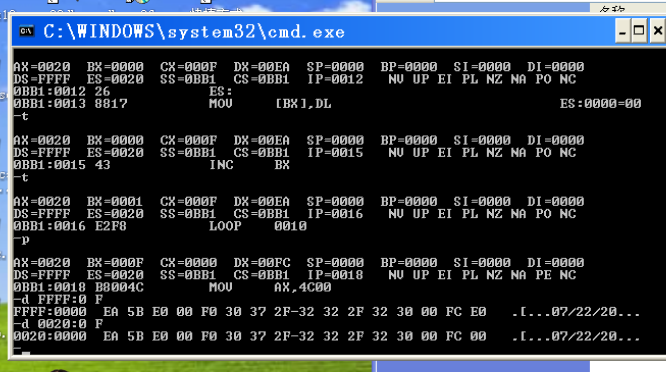 名称
C:\WINDOWS\system32\cmd.exe
AX=0020  BX=0000  CX=000F  DX=00EA  SP=0000  BP=0000  SI=0000  DI=0000
DS=FFFF  ES=0020  SS=0BB1  CS=0BB1  IP=0012   NV UP EI PL NZ NA PO NC
0BB1:0012 26            ES:
0BB1:0013 8817          MOV     [BX],DL                            ES:0000=00
-t
AX=0020  BX=0000  CX=000F  DX=00EA  SP=0000  BP=0000  SI=0000  DI=0000
DS=FFFF  ES=0020  SS=0BB1  CS=0BB1  IP=0015   NV UP EI PL NZ NA PO NC
0BB1:0015 43            INC     BX
-t
AX=0020  BX=0001  CX=000F  DX=00EA  SP=0000  BP=0000  SI=0000  DI=0000
DS=FFFF  ES=0020  SS=0BB1  CS=0BB1  IP=0016   NV UP EI PL NZ NA PO NC
0BB1:0016 E2F8          LOOP    0010
-p
AX=0020  BX=000F  CX=0000  DX=00FC  SP=0000  BP=0000  SI=0000  DI=0000
DS=FFFF  ES=0020  SS=0BB1  CS=0BB1  IP=0018   NV UP EI PL NZ NA PE NC
0BB1:0018 B8004C        MOV     AX,4C00
-d FFFF:0 F
FFFF:0000  EA 5B E0 00 F0 30 37 2F-32 32 2F 32 30 00 FC E0   .[...07/22/20...
-d 0020:0 F
0020:0000  EA 5B E0 00 F0 30 37 2F-32 32 2F 32 30 00 FC 00   .[...07/22/20...
-